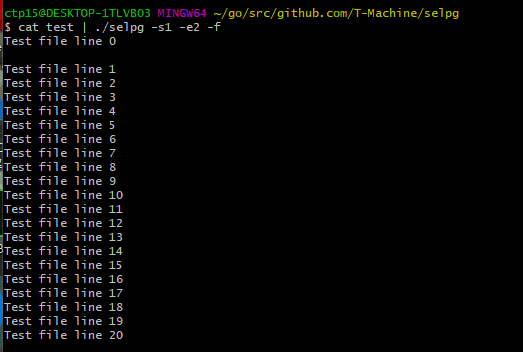 ctp15@DESKTOP-1TLVBO3 MINGW64 ~/go/src/github.com/T-Machine/selpg
$ cat test | ./selpg -s1 -e2 -f
Test file line 0
Test file line 1
Test file line 2
Test file line 3
Test file line 4
Test file line 5
Test file line 6
Test file line 7
Test file line 8
Test file line 9
Test file line 10
Test file line 11
Test file line 12
Test file line 13
Test file line 14
Test file line 15
Test file line 16
Test file line 17
Test file line 18
Test file line 19
Test file line 20